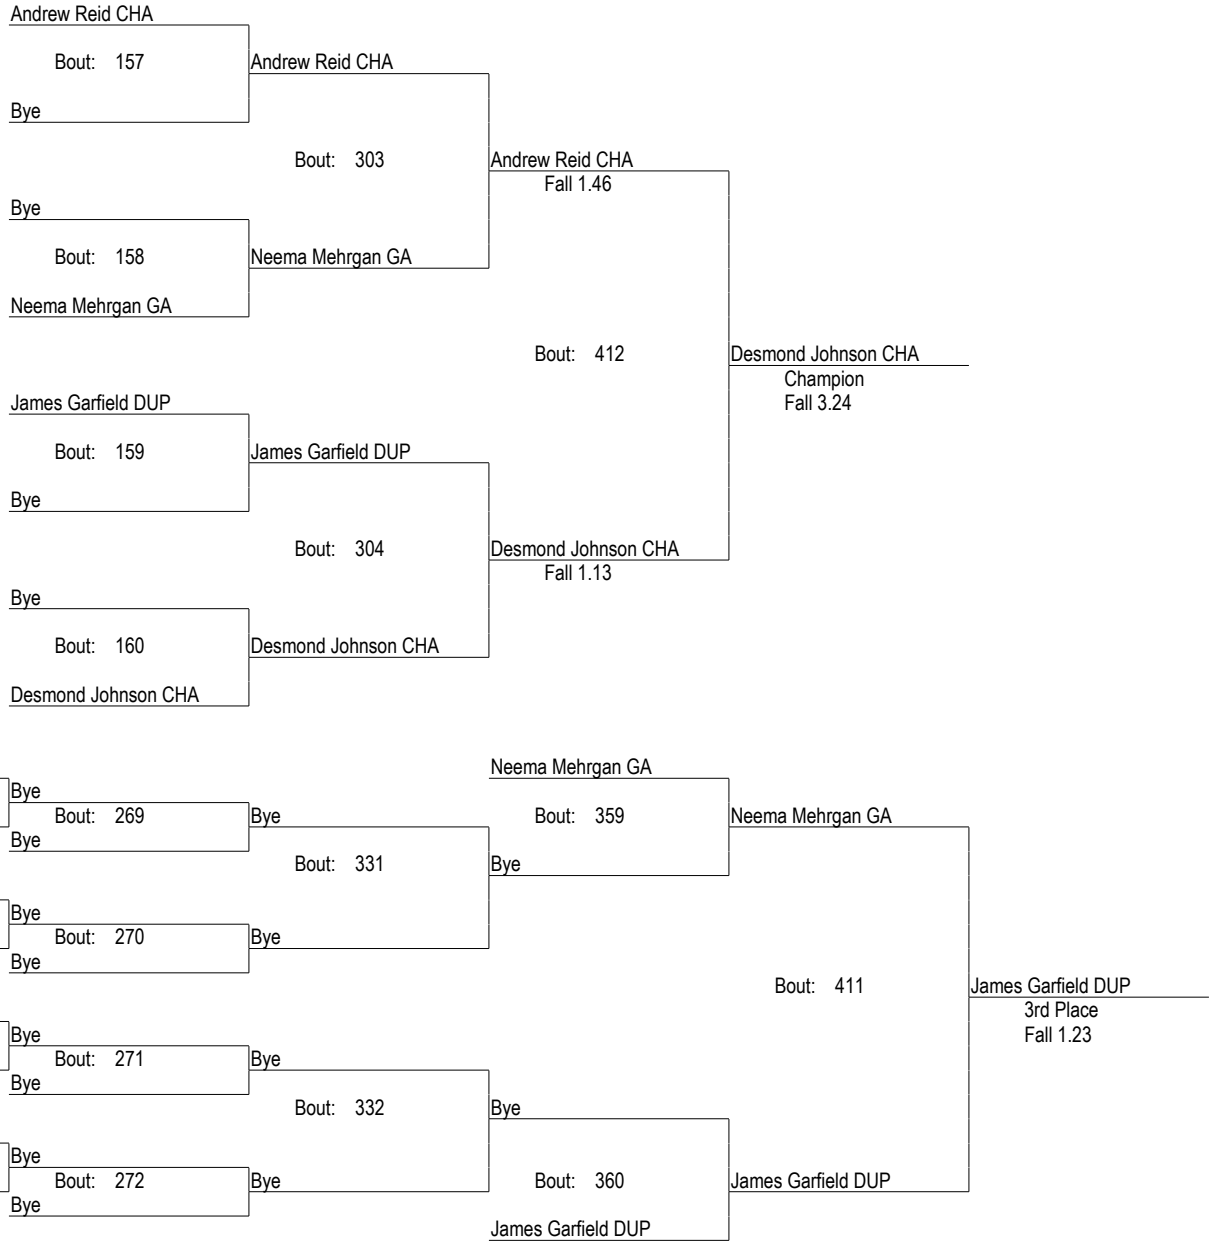 Andrew Reid CHA
Bout: 157
Andrew Reid CHA
Bye
Bout: 303
Andrew Reid CHA
Fall 1.46
Bye
Bout: 158
Neema Mehrgan GA
Neema Mehrgan GA
Bout: 412
Desmond Johnson CHA
Champion
Fall 3.24
James Garfield DUP
Bout: 159
James Garfield DUP
Bye
Bout: 304
Desmond Johnson CHA
Fall 1.13
Bye
Bout: 160
Desmond Johnson CHA
Desmond Johnson CHA
Neema Mehrgan GA
Bye
Bout: 269
Bye
Bout: 359
Neema Mehrgan GA
Bye
Bout: 331
Bye
Bye
Bout: 270
Bye
Bye
Bout: 411
James Garfield DUP
3rd Place
Fall 1.23
Bye
Bout: 271
Bye
Bye
Bout: 332
Bye
Bye
Bout: 272
Bye
Bout: 360
James Garfield DUP
Bye
James Garfield DUP